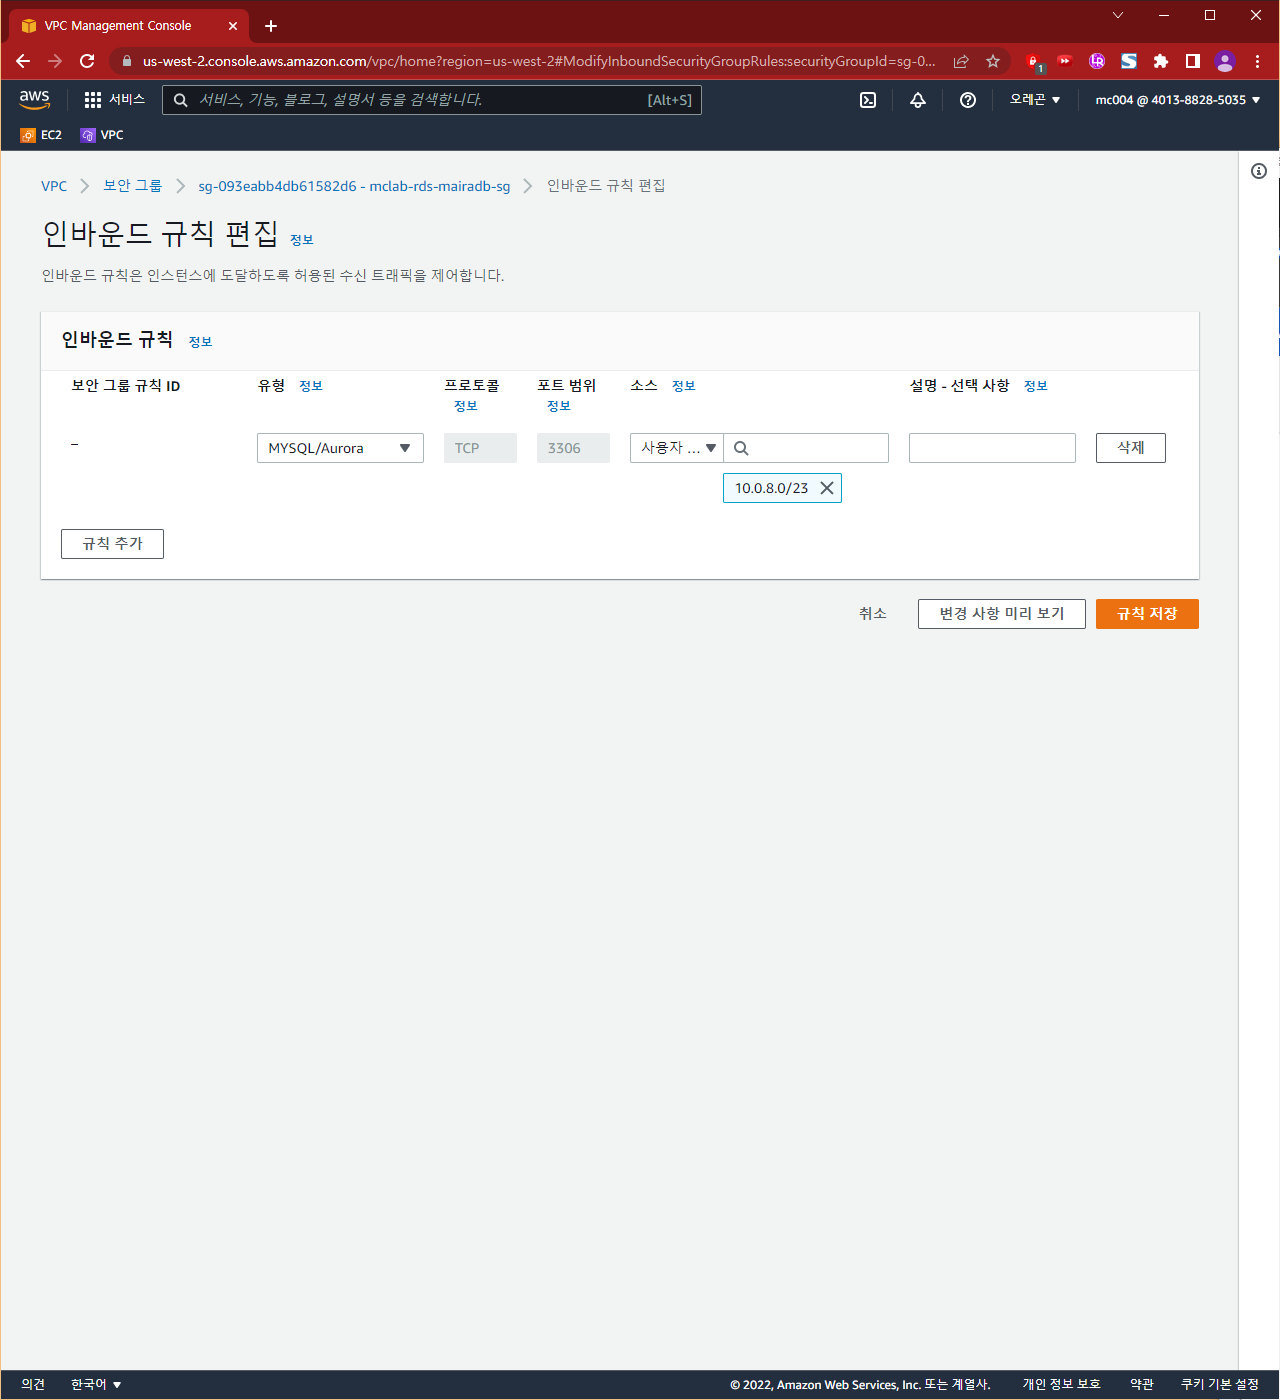 VPC Management Console
us-west-2.console.aws.amazon.com/vpc/home?region=us-west-2#ModifyInboundSecurityGroupRules:securityGroupId=sg-0...
1
aws 서비스 서비스, 기능, 블로그, 설명서 등을 검색합니다. [Alt+S] 오레곤 mc004 @ 4013-8828-5035
EC2 VPC
VPC 보안 그룹 sg-093eabb4db61582d6 - mclab-rds-mairadb-sg 인바운드 규칙 편집
인바운드 규칙 편집 정보
인바운드 규칙은 인스턴스에 도달하도록 허용된 수신 트래픽을 제어합니다.
인바운드 규칙 정보
보안 그룹 규칙 ID 유형 정보 프로토콜 정보 포트 범위 정보 소스 정보 설명 - 선택 사항 정보
– MYSQL/Aurora TCP 3306 사용자 ... 삭제
10.0.8.0/23
규칙 추가
취소 변경 사항 미리 보기 규칙 저장
의견 한국어 © 2022, Amazon Web Services, Inc. 또는 계열사. 개인 정보 보호 약관 쿠키 기본 설정